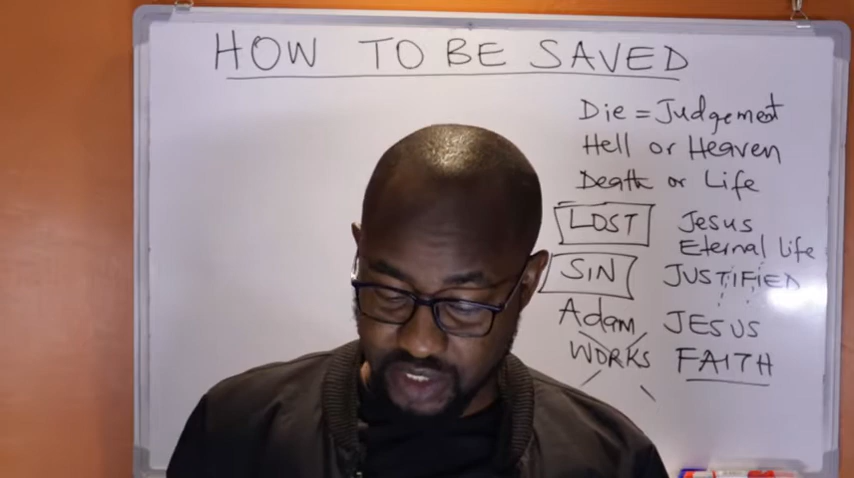 HOW TO BE SAVED
Die = Judgement
Hell or Heaven
Death or Life
LOST Jesus
Eternal life
SIN JUSTIFIED
Adam JESUS
WORKS FAITH